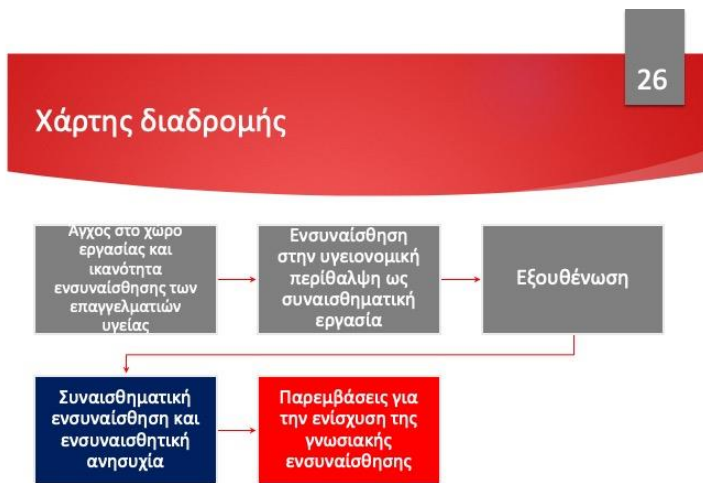 26
Χάρτης διαδρομής
Άγχος στο χώρο
εργασίας και
ικανότητα
ενσυναίσθησης των
επαγγελματιών
υγείας
Ενσυναίσθηση
στην υγειονομική
περίθαλψη ως
συναισθηματική
εργασία
Εξουθένωση
Συναισθηματική
ενσυναίσθηση και
ενσυναισθητική
ανησυχία
Παρεμβάσεις για
την ενίσχυση της
γνωσιακής
ενσυναίσθησης